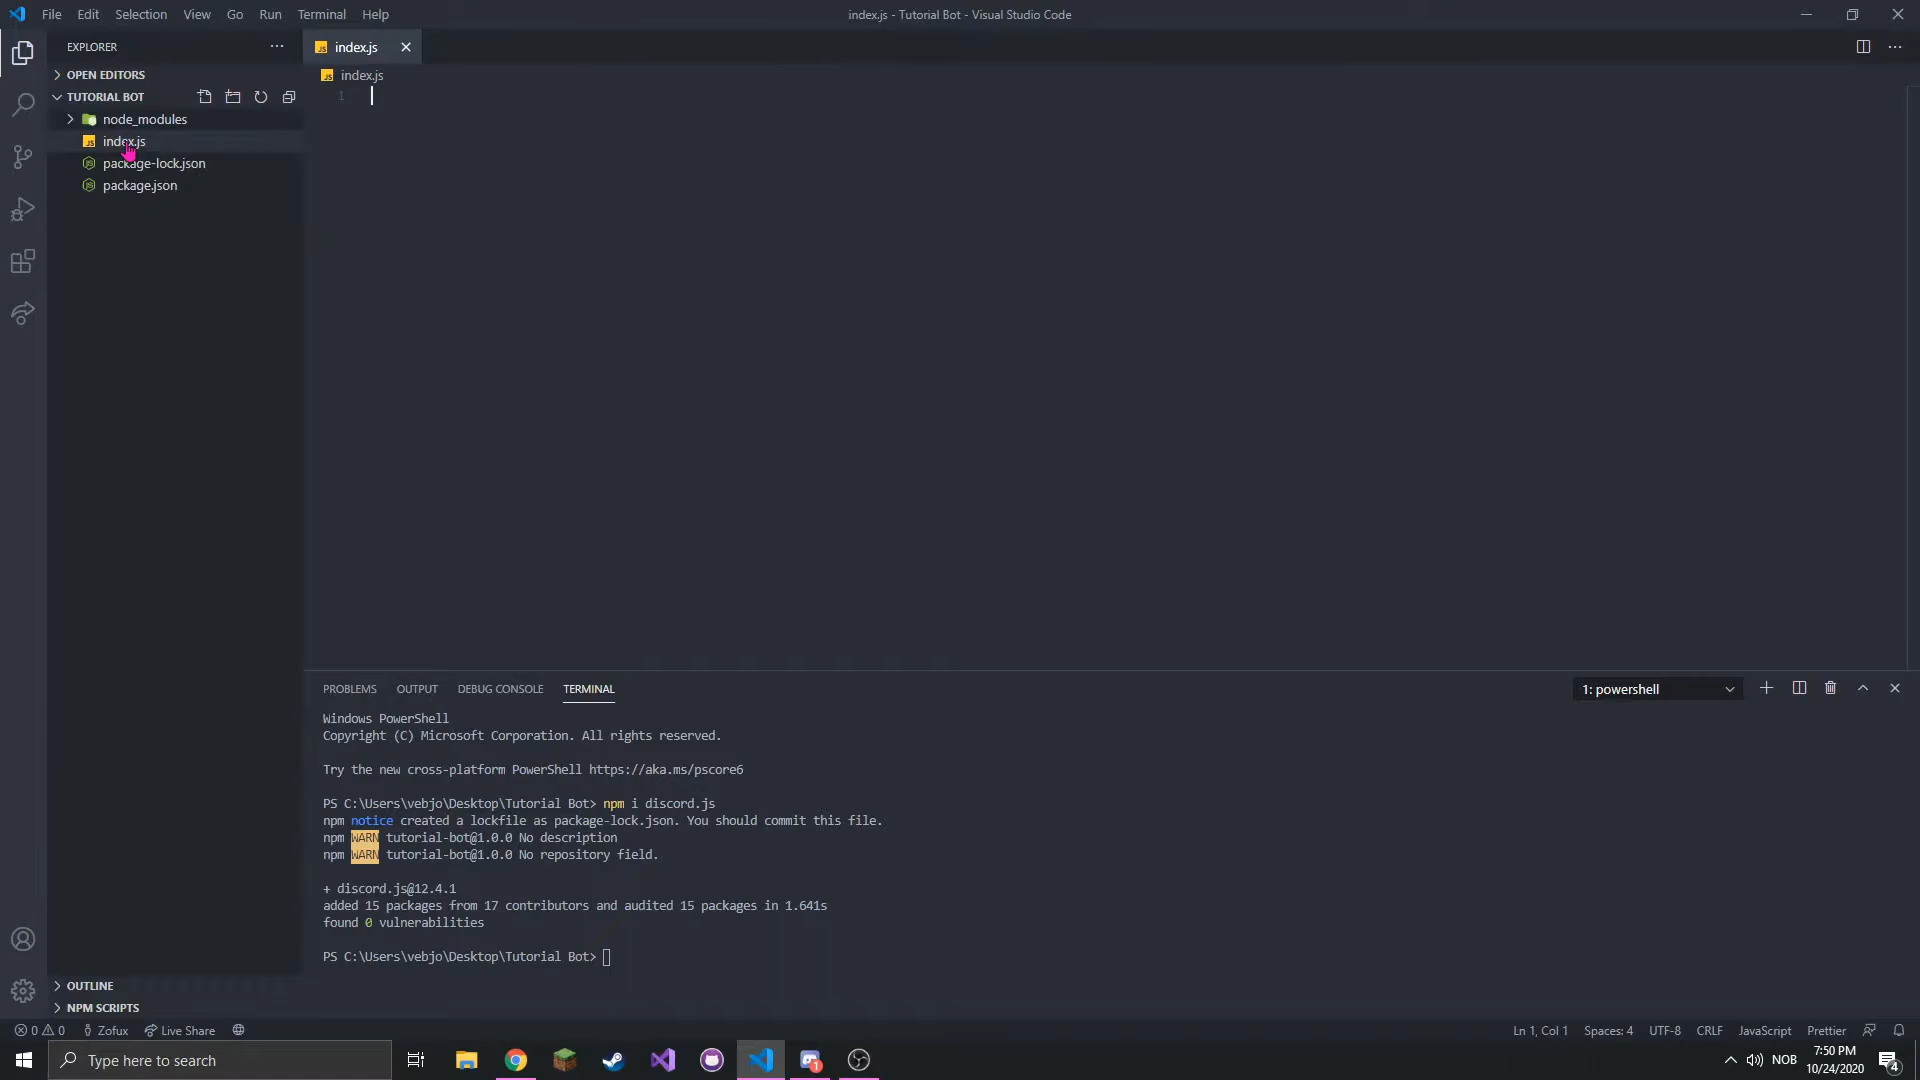 File Edit Selection View Go Run Terminal Help
index.js - Tutorial Bot - Visual Studio Code
EXPLORER
OPEN EDITORS
TUTORIAL BOT
node_modules
index.js
package-lock.json
package.json
OUTLINE
NPM SCRIPTS
index.js
index.js
1
PROBLEMS OUTPUT DEBUG CONSOLE TERMINAL
1: powershell
Windows PowerShell
Copyright (C) Microsoft Corporation. All rights reserved.
Try the new cross-platform PowerShell https://aka.ms/pscore6
PS C:\Users\vebjo\Desktop\Tutorial Bot> npm i discord.js
npm notice created a lockfile as package-lock.json. You should commit this file.
npm WARN tutorial-bot@1.0.0 No description
npm WARN tutorial-bot@1.0.0 No repository field.
+ discord.js@12.4.1
added 15 packages from 17 contributors and audited 15 packages in 1.641s
found 0 vulnerabilities
PS C:\Users\vebjo\Desktop\Tutorial Bot>
0 0 Zofux Live Share
Ln 1, Col 1 Spaces: 4 UTF-8 CRLF JavaScript Prettier
Type here to search
1
NOB
7:50 PM
10/24/2020
4